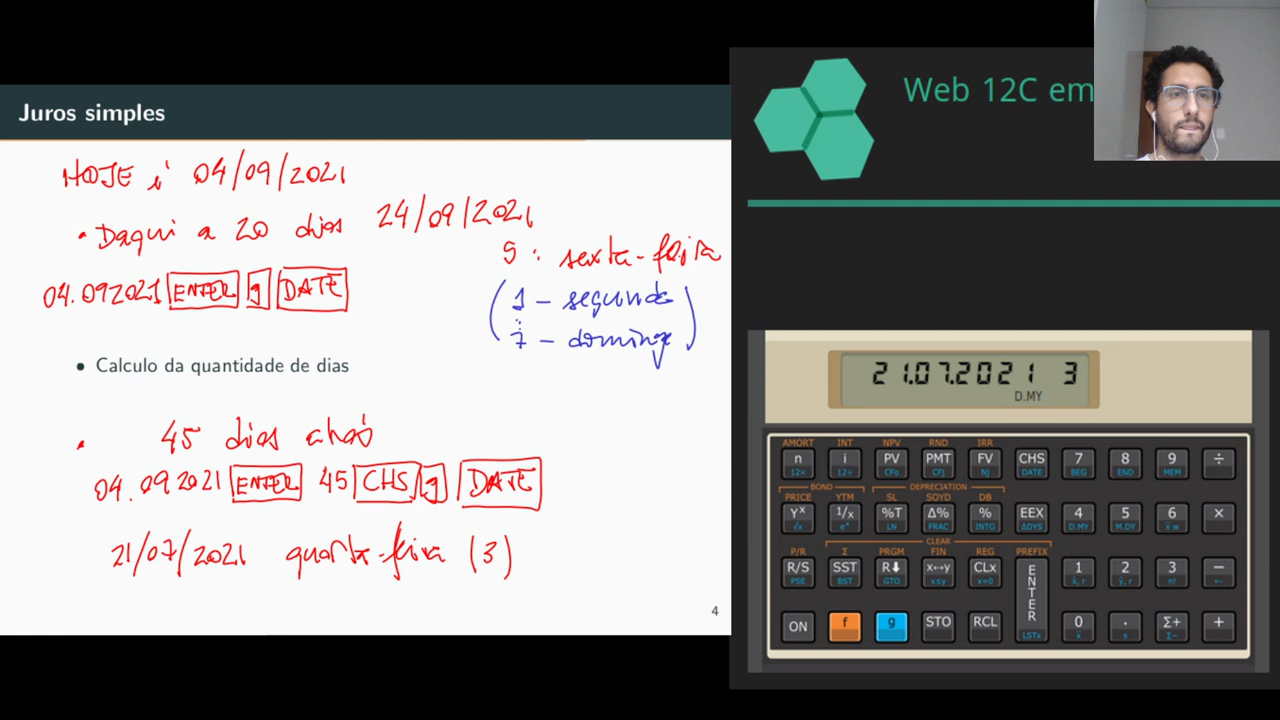 Juros simples
HOJE é 04/09/2021
• Daqui a 20 dias 24/09/2021
5: sexta-feira
04.092021 ENTER g DATE
(1 – segunda
⋮
7 – domingo)
• Calculo da quantidade de dias
• 45 dias atrás
04.092021 ENTER 45 CHS g DATE
21/07/2021 quarta-feira (3)
4
Web 12C em
21.07.2021 3
D.MY
AMORT INT NPV RND IRR
n i PV PMT FV CHS 7 8 9 ÷
12× 12÷ CFo CFj Nj DATE BEG END MEM
BOND DEPRECIATION
PRICE YTM SL SOYD DB
Yˣ 1/x %T Δ% % EEX 4 5 6 ×
√x eˣ LN FRAC INTG ΔDYS D.MY M.DY x̄ w
CLEAR
P/R Σ PRGM FIN REG PREFIX
R/S SST R⬇ x↔y CLx ENTER 1 2 3 −
PSE BST GTO x≤y x=0 x̂, r ŷ, r n!
ON f g STO RCL 0 . Σ+ +
LSTx x̄ s Σ−